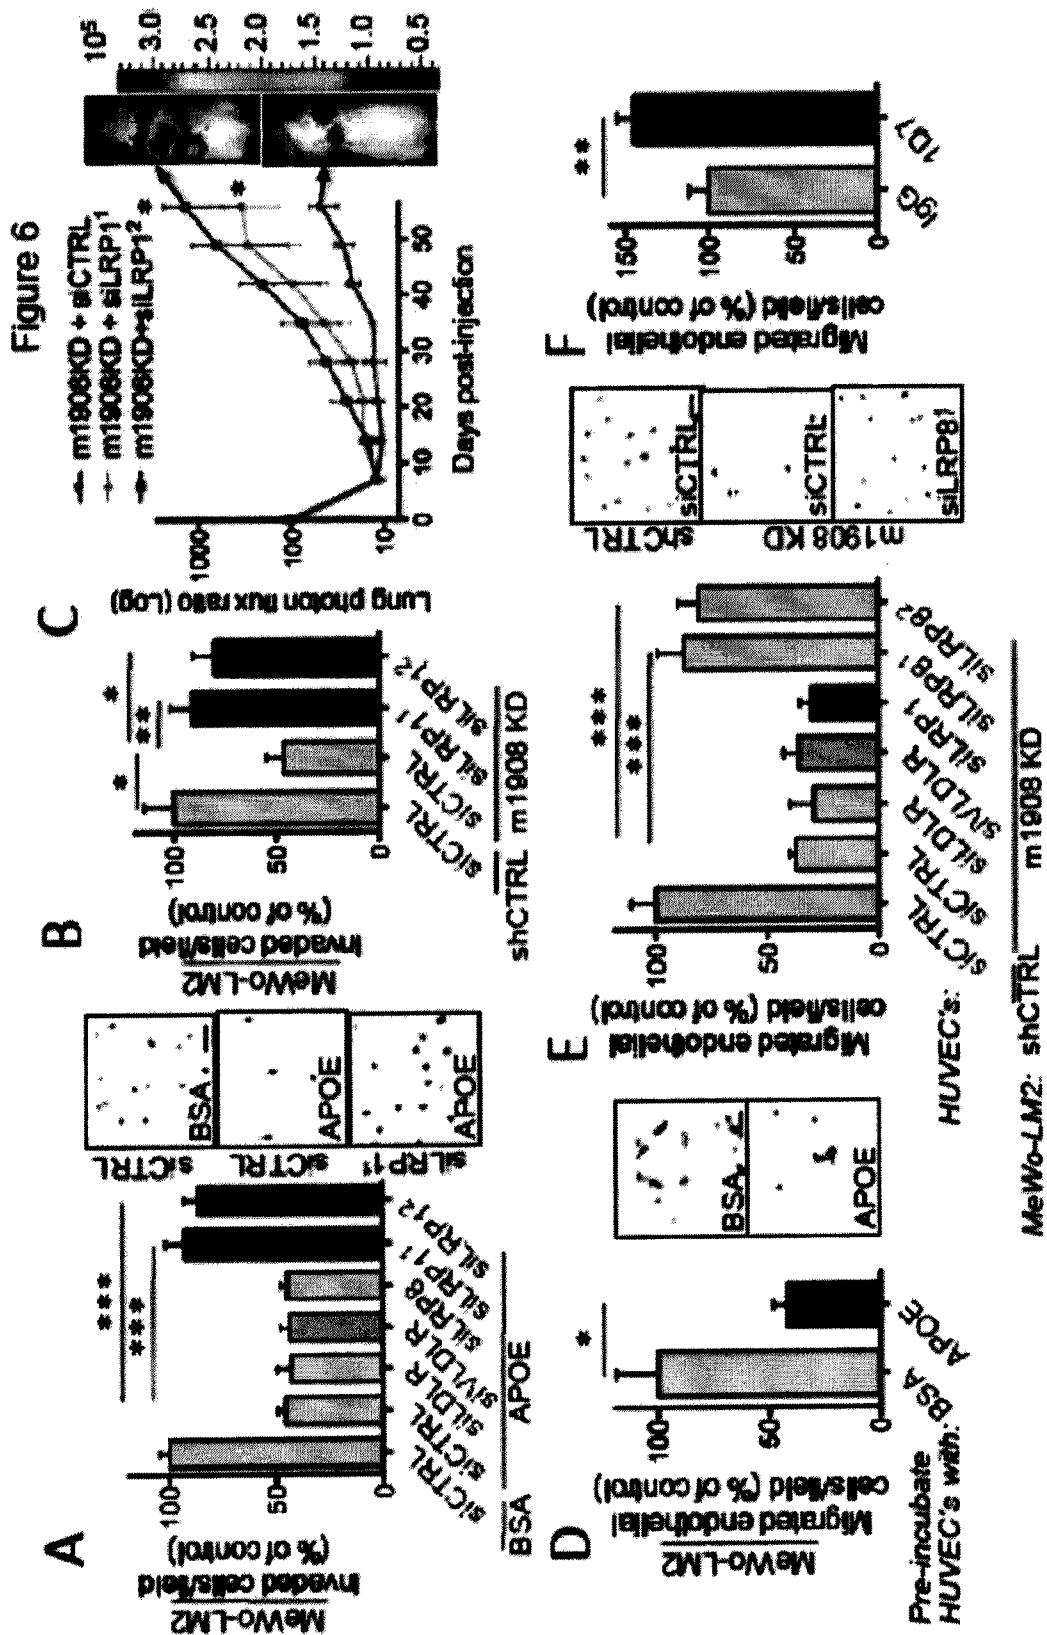 Figure 6
A
MeWo-LM2
Invaded cells/field
(% of control)
100
50
0
***
***
siCTRL
siCTRL
siLDLR
siVLDLR
siLRP8
siLRP1¹
siLRP1²
BSA
APOE
siCTRL
siCTRL
siLRP1¹
BSA
APOE
APOE
B
MeWo-LM2
Invaded cells/field
(% of control)
100
50
0
*
**
*
siCTRL
siCTRL
siLRP1¹
siLRP1²
shCTRL
m1908 KD
C
m1908KD + siCTRL
m1908KD + siLRP1¹
m1908KD+siLRP1²
Lung photon flux ratio (Log)
1000
100
10
0
10
20
30
40
50
Days post-injection
*
*
10⁵
3.0
2.5
2.0
1.5
1.0
0.5
D
MeWo-LM2
Migrated endothelial
cells/field (% of control)
100
50
0
*
BSA
APOE
Pre-incubate
HUVEC's with:
BSA
APOE
E
Migrated endothelial
cells/field (% of control)
100
50
0
***
***
siCTRL
siCTRL
siLDLR
siVLDLR
siLRP1
siLRP8¹
siLRP8²
HUVEC's:
MeWo-LM2:
shCTRL
m1908 KD
shCTRL
m1908 KD
siCTRL
siCTRL
siLRP8¹
F
Migrated endothelial
cells/field (% of control)
150
100
50
0
**
IgG
1D7